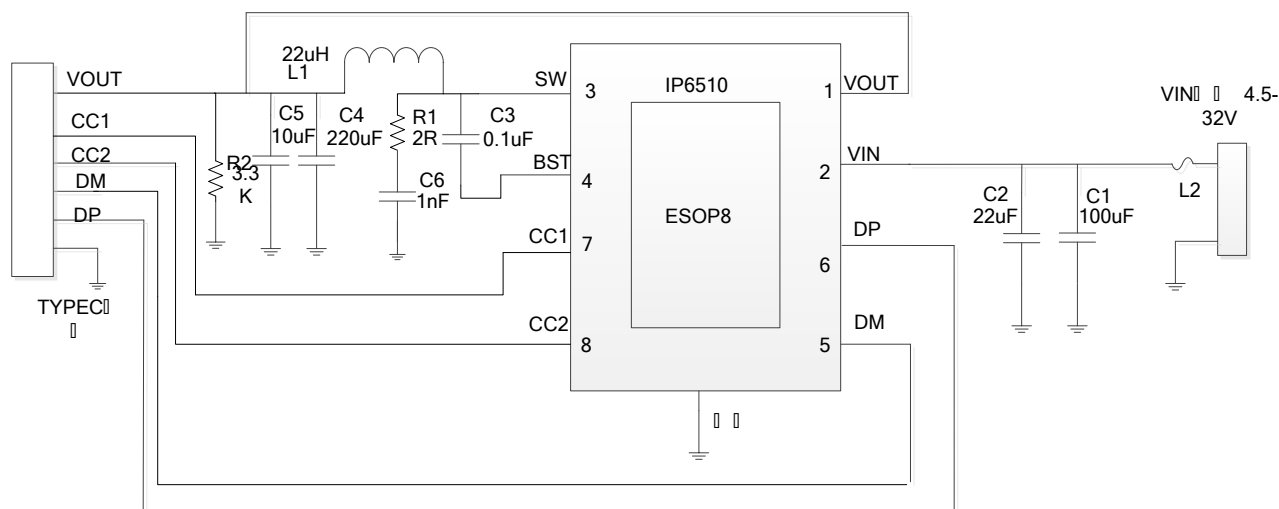 22uH
L1
VOUT
CC1
CC2
DM
DP
TYPEC
C5
10uF
C4
220uF
R1
2R
C3
0.1uF
R2
3.3
K
C6
1nF
SW
3
BST
4
CC1
7
CC2
8
IP6510
ESOP8
1
VOUT
2
VIN
DP
6
DM
5
C2
22uF
C1
100uF
L2
VIN 4.5-
32V